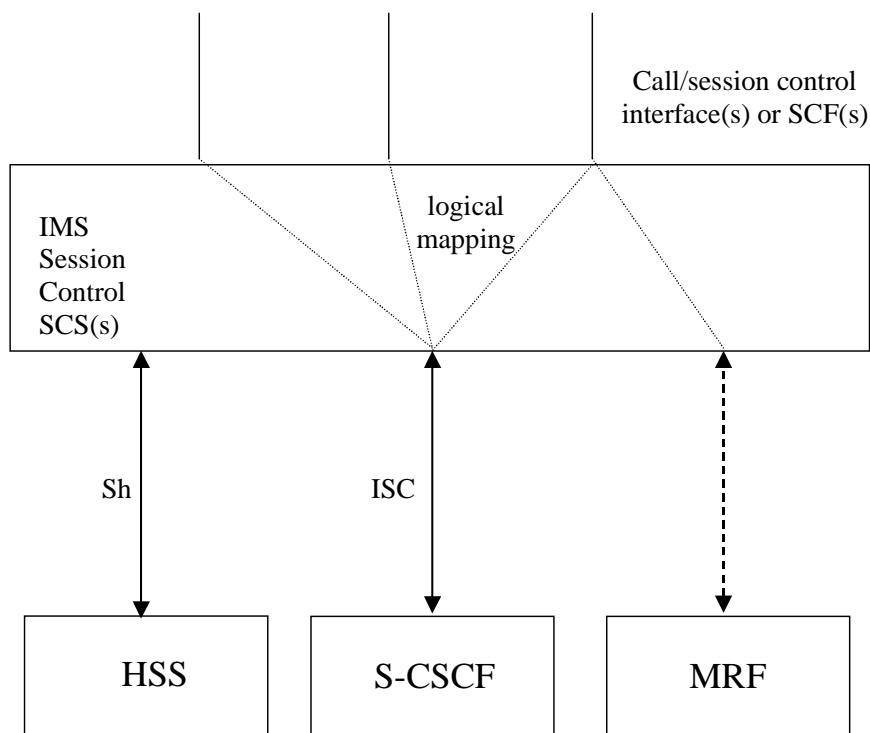 Call/session control
interface(s) or SCF(s)
logical
mapping
IMS
Session
Control
SCS(s)
Sh
ISC
HSS
S-CSCF
MRF